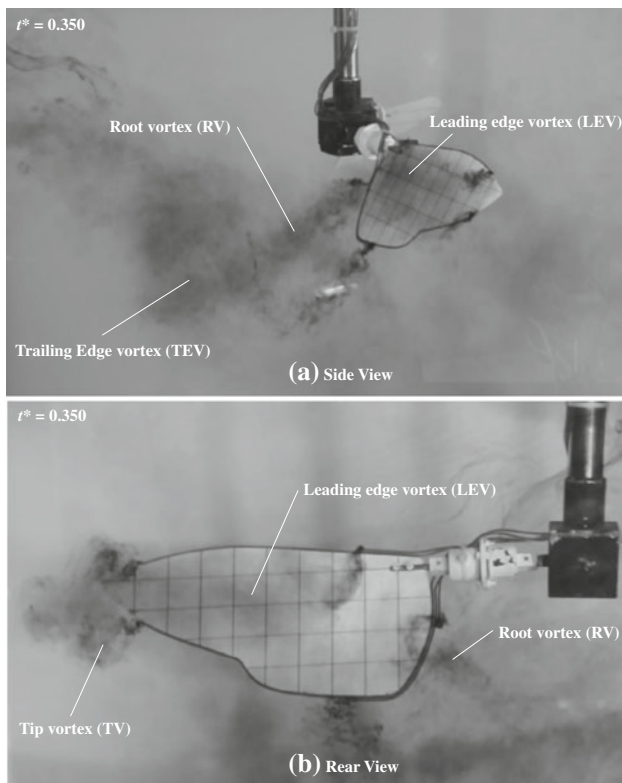 t* = 0.350
Root vortex (RV)
Leading edge vortex (LEV)
Trailing Edge vortex (TEV)
(a) Side View
t* = 0.350
Leading edge vortex (LEV)
Root vortex (RV)
Tip vortex (TV)
(b) Rear View